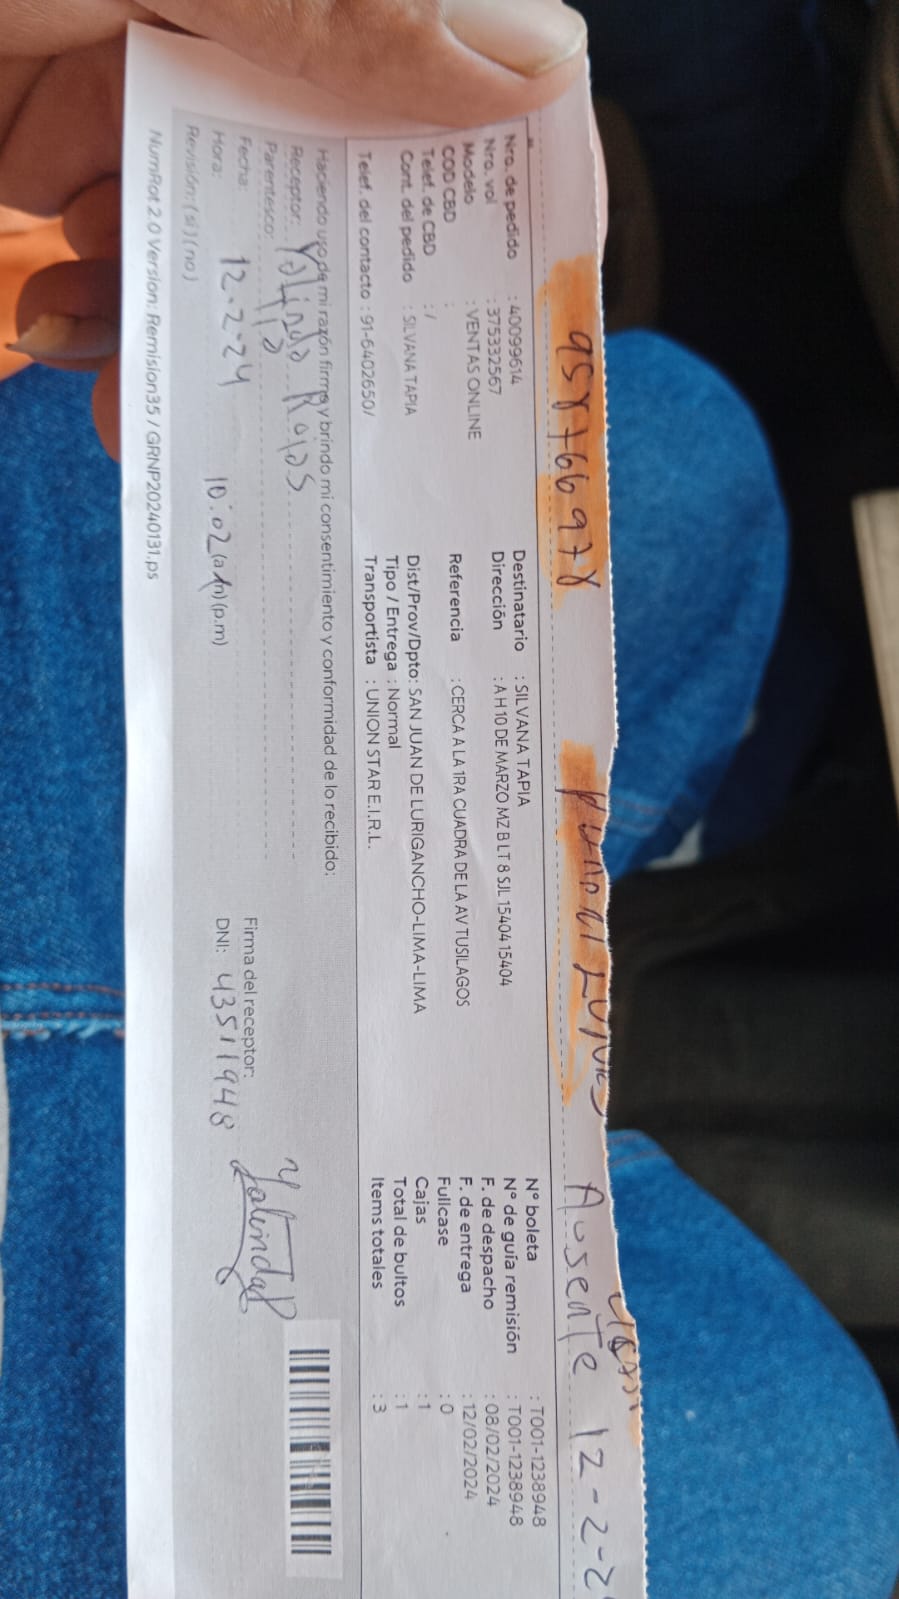 957766978 Ausente 12-2-2
Nro. de pedido : 40099614 Destinatario : SILVANA TAPIA N° boleta : T001-1238948
Nro. vol : 375332567 Dirección : A H 10 DE MARZO MZ B LT 8 SJL 15404 15404 N° de guía remisión : T001-1238948
Modelo : VENTAS ONLINE F. de despacho : 08/02/2024
COD CBD : Referencia : CERCA A LA 1RA CUADRA DE LA AV TUSILAGOS F. de entrega : 12/02/2024
Telef. de CBD : / Fullcase : 0
Cont. del pedido : SILVANA TAPIA Dist/Prov/Dpto: SAN JUAN DE LURIGANCHO-LIMA-LIMA Cajas : 1
Tipo / Entrega : Normal Total de bultos : 1
Telef. del contacto : 91-6402650/ Transportista : UNION STAR E.I.R.L. Items totales : 3
Haciendo uso de mi razón firmo y brindo mi consentimiento y conformidad de lo recibido:
Receptor: Yolinda Rojas
Parentesco: Firma del receptor: Yolinda
Fecha: 12-2-24 DNI: 43511948
Hora: 10:02 (a.m) (p.m)
Revisión: (si) (no)
NumRot 2.0 Version: Remision35 / GRNP20240131.ps